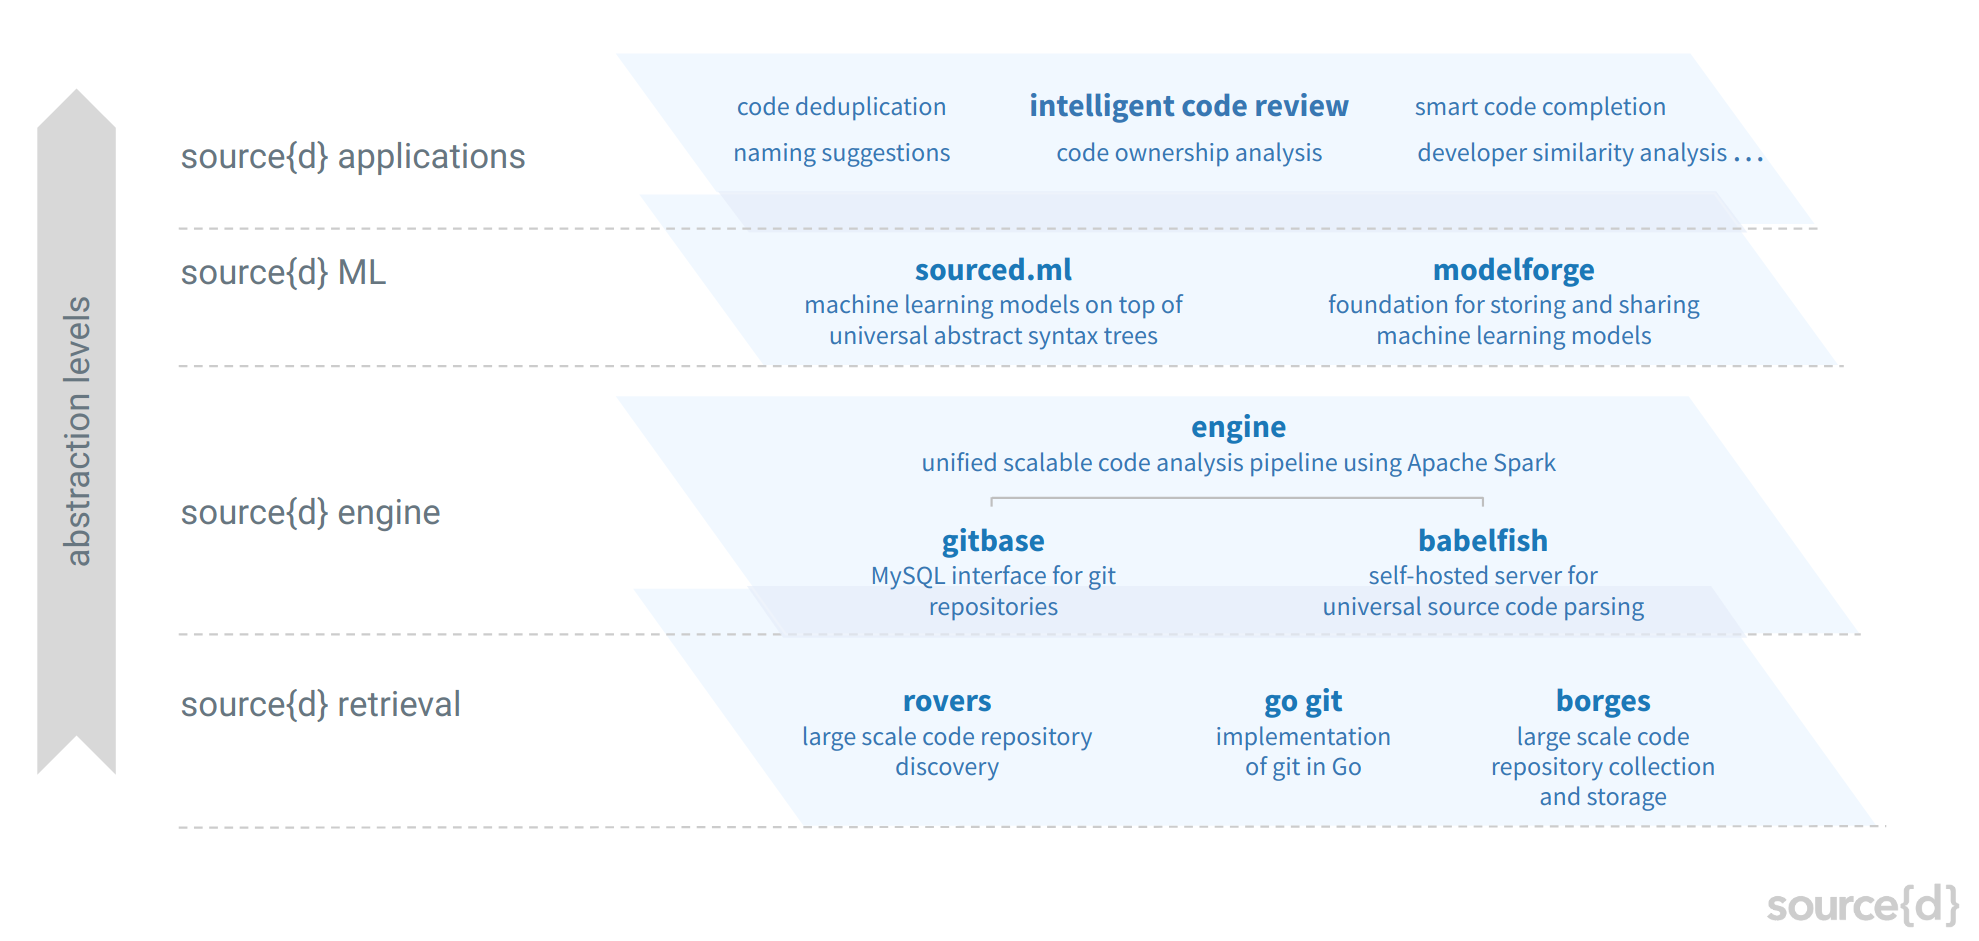 abstraction levels
source{d} applications
code deduplication
intelligent code review
smart code completion
naming suggestions
code ownership analysis
developer similarity analysis ...
source{d} ML
sourced.ml
machine learning models on top of
universal abstract syntax trees
modelforge
foundation for storing and sharing
machine learning models
source{d} engine
engine
unified scalable code analysis pipeline using Apache Spark
gitbase
MySQL interface for git
repositories
babelfish
self-hosted server for
universal source code parsing
source{d} retrieval
rovers
large scale code repository
discovery
go git
implementation
of git in Go
borges
large scale code
repository collection
and storage
source{d}